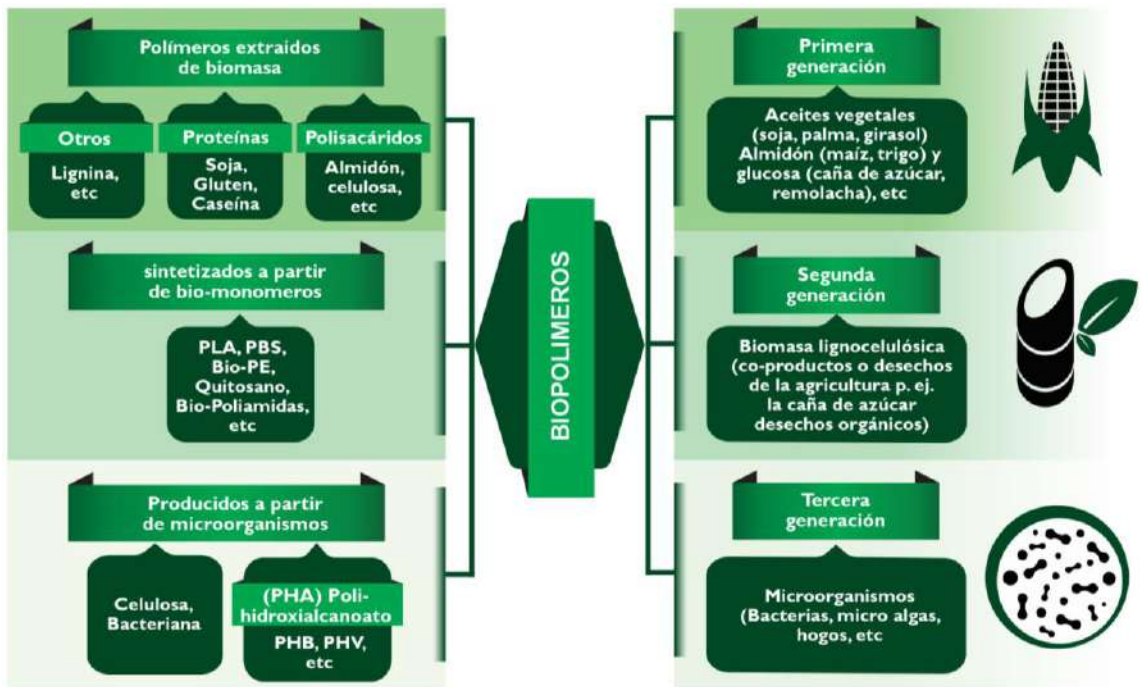 Polímeros extraidos
de biomasa
Otros
Lignina,
etc
Proteínas
Soja,
Gluten,
Caseína
Polisacáridos
Almidón,
celulosa,
etc
sintetizados a partir
de bio-monomeros
PLA, PBS,
Bio-PE,
Quitosano,
Bio-Poliamidas,
etc
Producidos a partir
de microorganismos
Celulosa,
Bacteriana
(PHA) Poli-
hidroxialcanoato
PHB, PHV,
etc
BIOPOLIMEROS
Primera
generación
Aceites vegetales
(soja, palma, girasol)
Almidón (maíz, trigo) y
glucosa (caña de azúcar,
remolacha), etc
Segunda
generación
Biomasa lignocelulósica
(co-productos o desechos
de la agricultura p. ej.
la caña de azúcar
desechos orgánicos)
Tercera
generación
Microorganismos
(Bacterias, micro algas,
hogos, etc